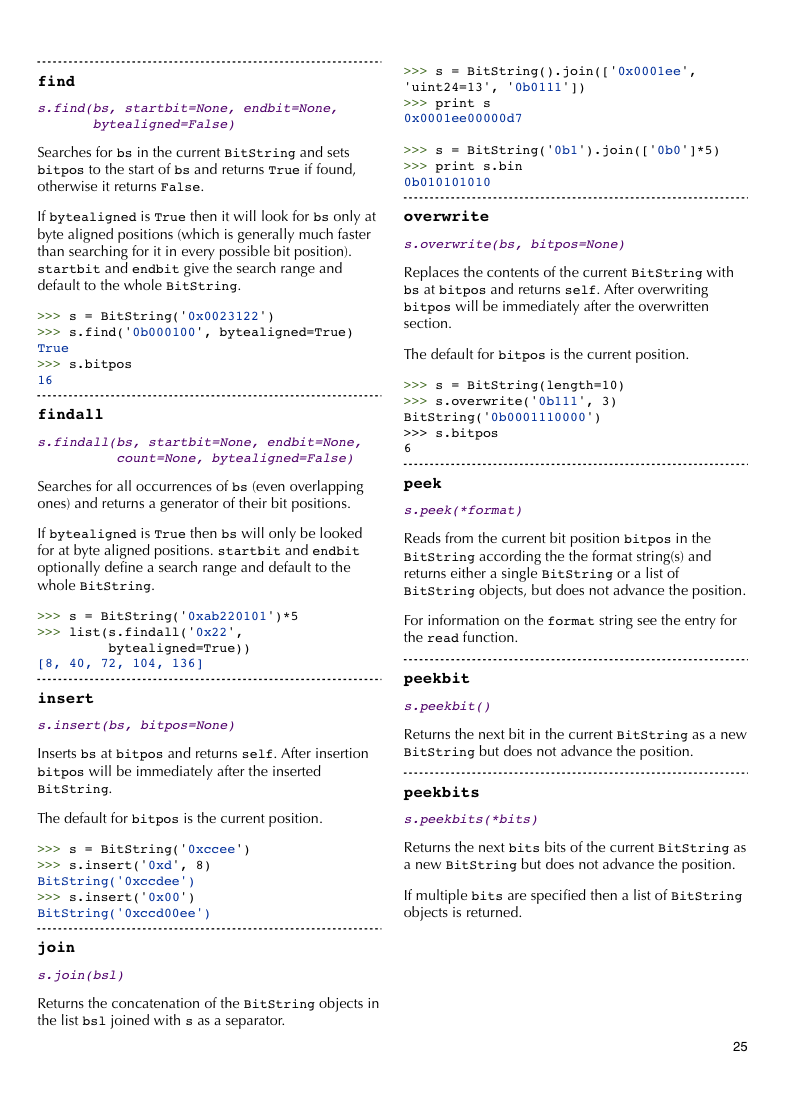 find
s.find(bs, startbit=None, endbit=None,
bytealigned=False)
Searches for bs in the current BitString and sets
bitpos to the start of bs and returns True if found,
otherwise it returns False.
If bytealigned is True then it will look for bs only at
byte aligned positions (which is generally much faster
than searching for it in every possible bit position).
startbit and endbit give the search range and
default to the whole BitString.
>>> s = BitString('0x0023122')
>>> s.find('0b000100', bytealigned=True)
True
>>> s.bitpos
16
findall
s.findall(bs, startbit=None, endbit=None,
count=None, bytealigned=False)
Searches for all occurrences of bs (even overlapping
ones) and returns a generator of their bit positions.
If bytealigned is True then bs will only be looked
for at byte aligned positions. startbit and endbit
optionally define a search range and default to the
whole BitString.
>>> s = BitString('0xab220101')*5
>>> list(s.findall('0x22',
bytealigned=True))
[8, 40, 72, 104, 136]
insert
s.insert(bs, bitpos=None)
Inserts bs at bitpos and returns self. After insertion
bitpos will be immediately after the inserted
BitString.
The default for bitpos is the current position.
>>> s = BitString('0xccee')
>>> s.insert('0xd', 8)
BitString('0xccdee')
>>> s.insert('0x00')
BitString('0xccd00ee')
join
s.join(bsl)
Returns the concatenation of the BitString objects in
the list bsl joined with s as a separator.
>>> s = BitString().join(['0x0001ee',
'uint24=13', '0b0111'])
>>> print s
0x0001ee00000d7
>>> s = BitString('0b1').join(['0b0']*5)
>>> print s.bin
0b010101010
overwrite
s.overwrite(bs, bitpos=None)
Replaces the contents of the current BitString with
bs at bitpos and returns self. After overwriting
bitpos will be immediately after the overwritten
section.
The default for bitpos is the current position.
>>> s = BitString(length=10)
>>> s.overwrite('0b111', 3)
BitString('0b0001110000')
>>> s.bitpos
6
peek
s.peek(*format)
Reads from the current bit position bitpos in the
BitString according the the format string(s) and
returns either a single BitString or a list of
BitString objects, but does not advance the position.
For information on the format string see the entry for
the read function.
peekbit
s.peekbit()
Returns the next bit in the current BitString as a new
BitString but does not advance the position.
peekbits
s.peekbits(*bits)
Returns the next bits bits of the current BitString as
a new BitString but does not advance the position.
If multiple bits are specified then a list of BitString
objects is returned.
25